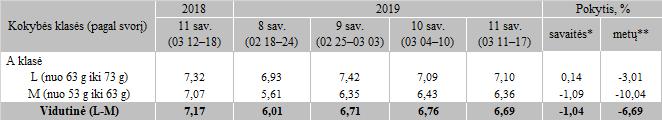 Kokybės klasės (pagal svorį) 2018 2019 Pokytis, %
11 sav. (03 12–18) 8 sav. (02 18–24) 9 sav. (02 25–03 03) 10 sav. (03 04–10) 11 sav. (03 11–17) savaitės* metų**
A klasė
L (nuo 63 g iki 73 g) 7,32 6,93 7,42 7,09 7,10 0,14 -3,01
M (nuo 53 g iki 63 g) 7,07 5,61 6,35 6,43 6,36 -1,09 -10,04
Vidutinė (L-M) 7,17 6,01 6,71 6,76 6,69 -1,04 -6,69